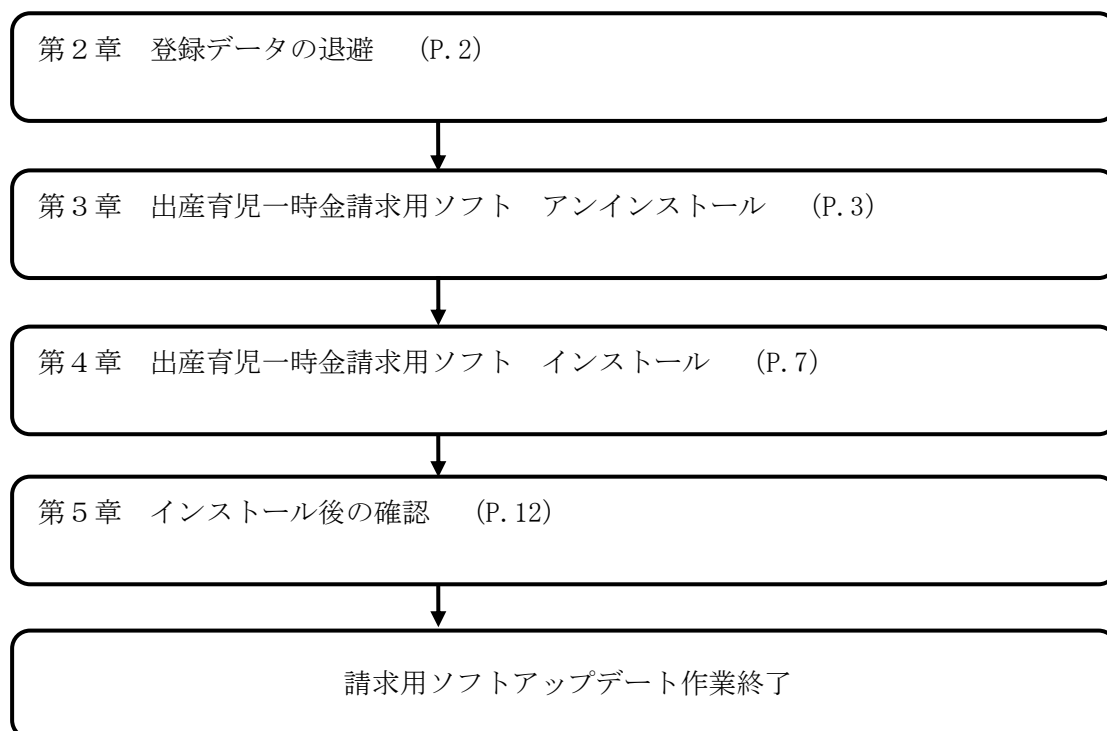 第２章　登録データの退避　（P.2）
第３章　出産育児一時金請求用ソフト　アンインストール　（P.3）
第４章　出産育児一時金請求用ソフト　インストール　（P.7）
第５章　インストール後の確認　（P.12）
請求用ソフトアップデート作業終了